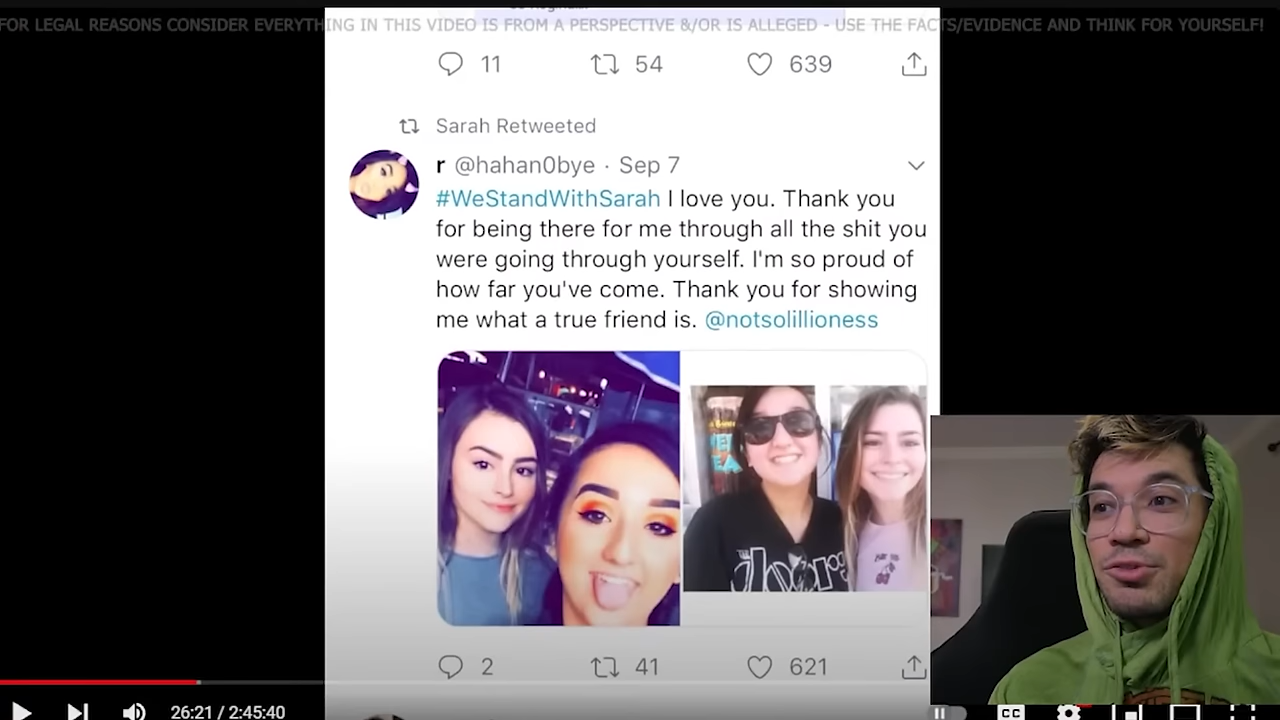 FOR LEGAL REASONS CONSIDER EVERYTHING IN THIS VIDEO IS FROM A PERSPECTIVE &/OR IS ALLEGED - USE THE FACTS/EVIDENCE AND THINK FOR YOURSELF!
11 54 639
Sarah Retweeted
r @hahan0bye · Sep 7
#WeStandWithSarah I love you. Thank you
for being there for me through all the shit you
were going through yourself. I'm so proud of
how far you've come. Thank you for showing
me what a true friend is. @notsolillioness
THE
doors
2 41 621
26:21 / 2:45:40
CC